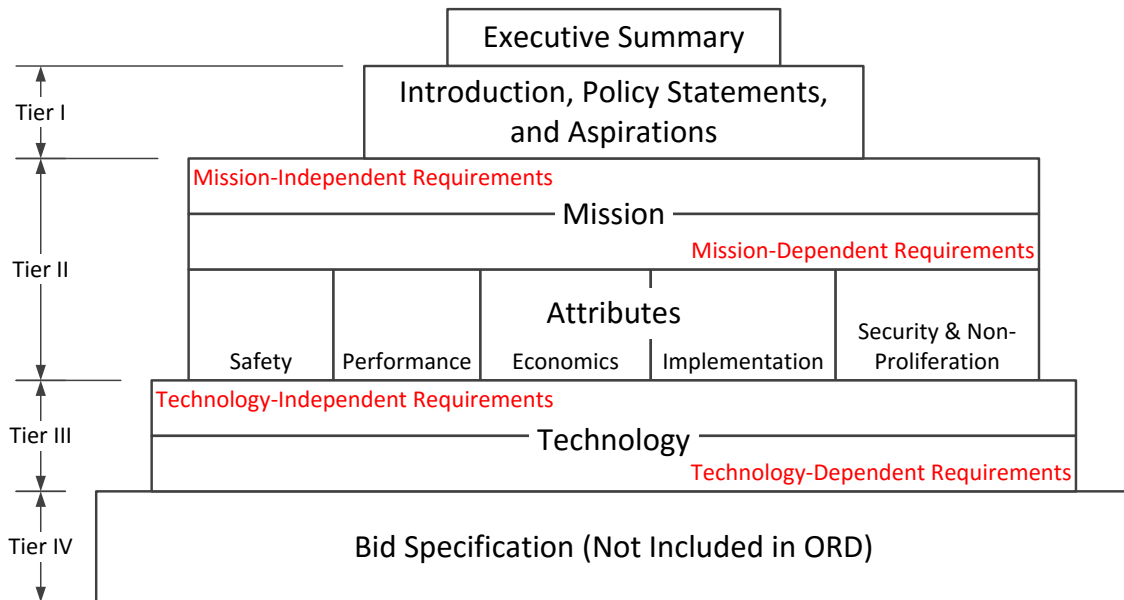 Executive Summary
Tier I
Introduction, Policy Statements,
and Aspirations
Tier II
Mission-Independent Requirements
Mission
Mission-Dependent Requirements
Attributes
Safety
Performance
Economics
Implementation
Security & Non-
Proliferation
Tier III
Technology-Independent Requirements
Technology
Technology-Dependent Requirements
Tier IV
Bid Specification (Not Included in ORD)